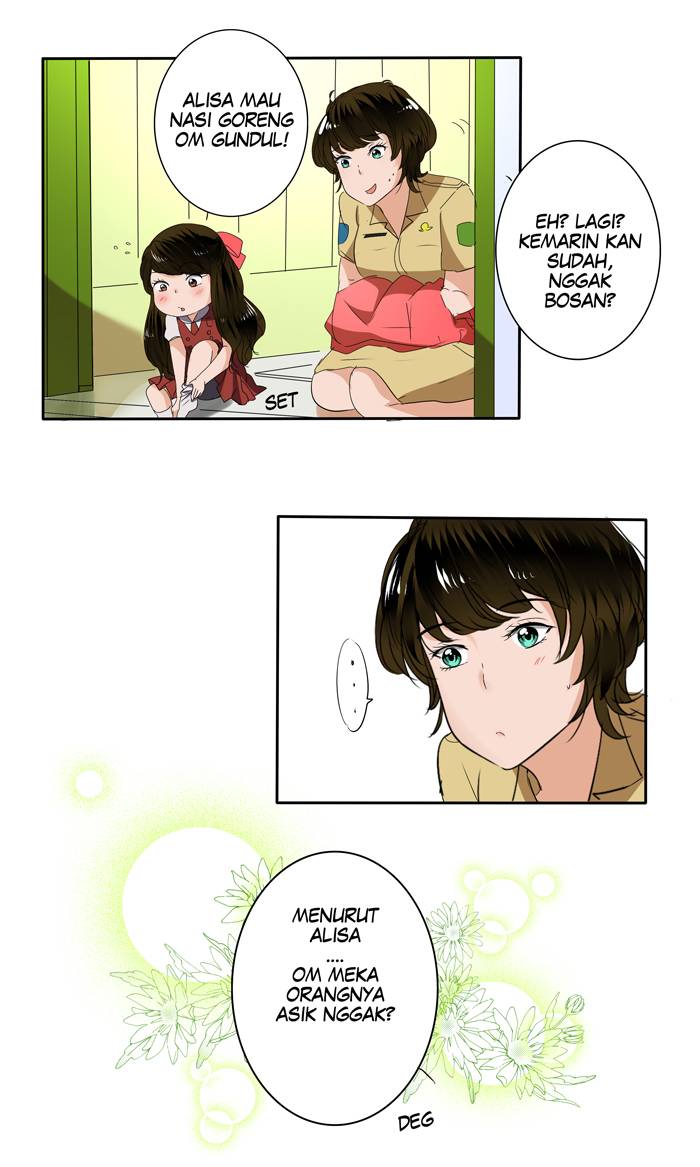 ALISA MAU
NASI GORENG
OM GUNDUL!
EH? LAGI?
KEMARIN KAN
SUDAH,
NGGAK
BOSAN?
SET
...
MENURUT
ALISA
....
OM MEKA
ORANGNYA
ASIK NGGAK?
DEG